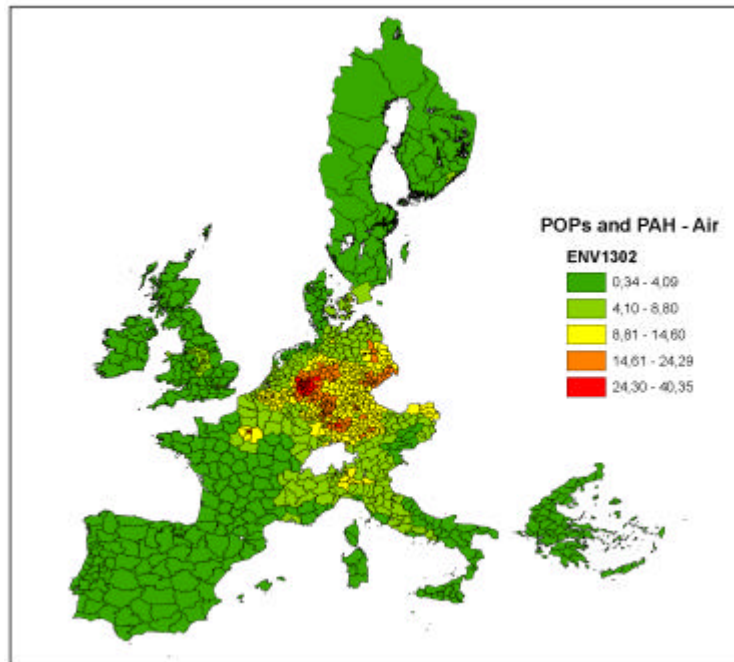 POPs and PAH - Air
ENV1302
0,34 - 4,09
4,10 - 8,80
8,81 - 14,60
14,61 - 24,29
24,30 - 40,35